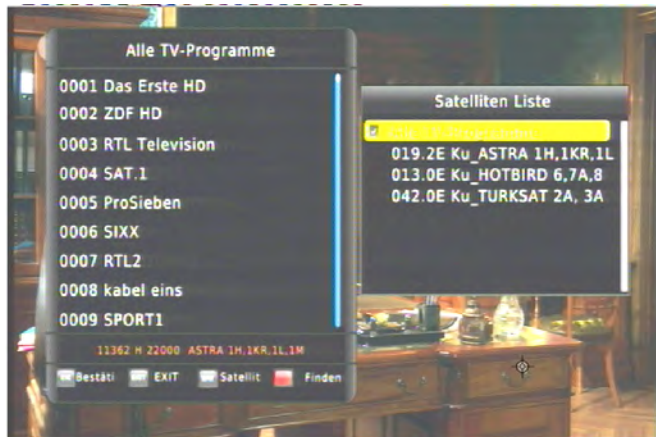 Alle TV-Programme
0001 Das Erste HD
0002 ZDF HD
0003 RTL Television
0004 SAT.1
0005 ProSieben
0006 SIXX
0007 RTL2
0008 kabel eins
0009 SPORT1
11362 H 22000 ASTRA 1H,1KR,1L,1M
Bestäti EXIT Satellit Finden
Satelliten Liste
Alle TV-Programme
019.2E Ku_ASTRA 1H,1KR,1L
013.0E Ku_HOTBIRD 6,7A,8
042.0E Ku_TURKSAT 2A, 3A